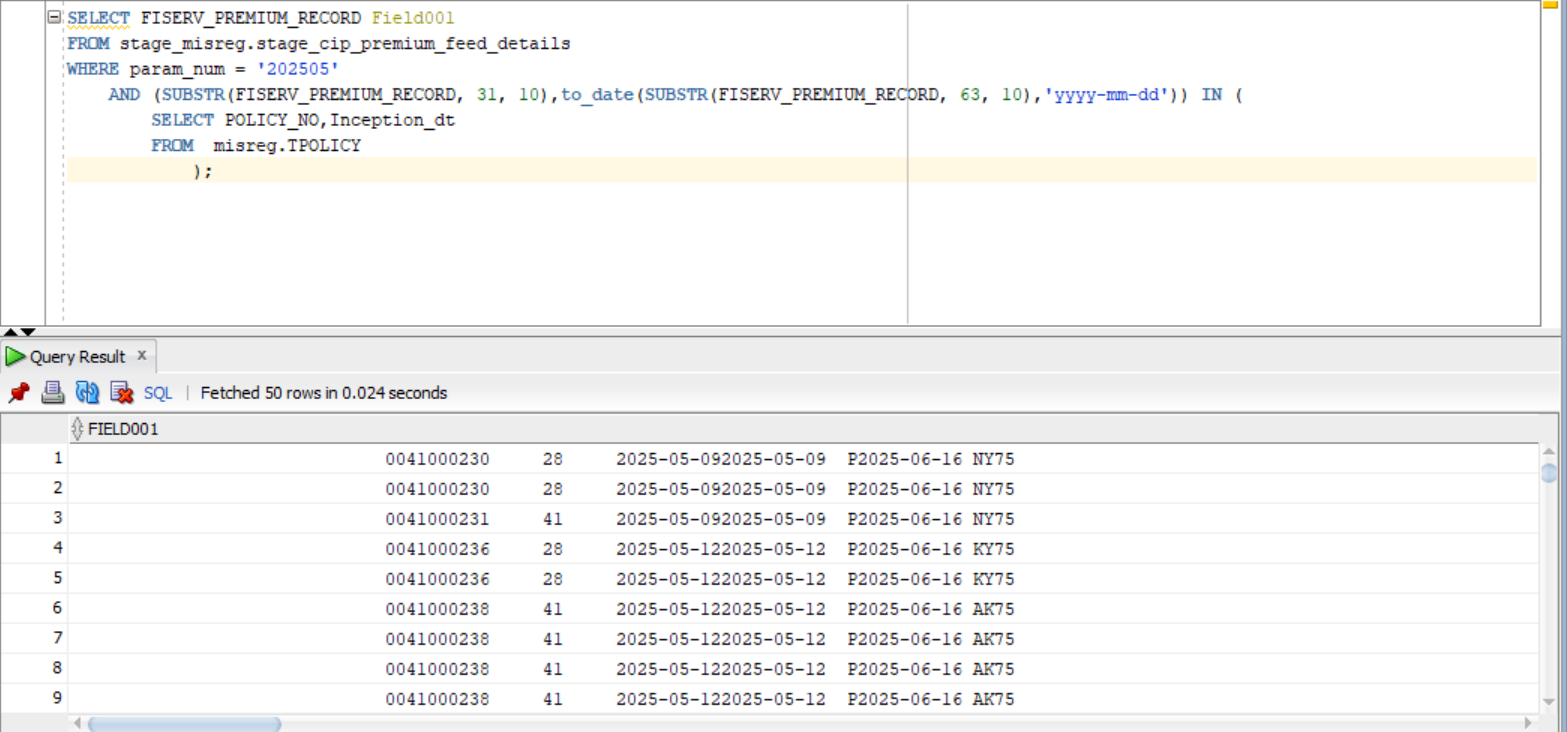 SELECT FISERV_PREMIUM_RECORD Field001
FROM stage_misreg.stage_cip_premium_feed_details
WHERE param_num = '202505'
AND (SUBSTR(FISERV_PREMIUM_RECORD, 31, 10),to_date(SUBSTR(FISERV_PREMIUM_RECORD, 63, 10),'yyyy-mm-dd')) IN (
SELECT POLICY_NO,Inception_dt
FROM  misreg.TPOLICY
);
Query Result x
SQL | Fetched 50 rows in 0.024 seconds
FIELD001
1 0041000230 28 2025-05-092025-05-09 P2025-06-16 NY75
2 0041000230 28 2025-05-092025-05-09 P2025-06-16 NY75
3 0041000231 41 2025-05-092025-05-09 P2025-06-16 NY75
4 0041000236 28 2025-05-122025-05-12 P2025-06-16 KY75
5 0041000236 28 2025-05-122025-05-12 P2025-06-16 KY75
6 0041000238 41 2025-05-122025-05-12 P2025-06-16 AK75
7 0041000238 41 2025-05-122025-05-12 P2025-06-16 AK75
8 0041000238 41 2025-05-122025-05-12 P2025-06-16 AK75
9 0041000238 41 2025-05-122025-05-12 P2025-06-16 AK75